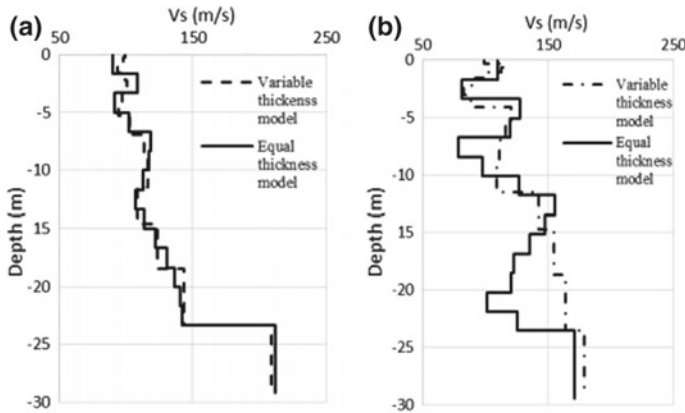 (a)
Vs (m/s)
50
150
250
0
-5
-10
-15
-20
-25
-30
Depth (m)
Variable
thickenss
model
Equal
thickness
model
(b)
Vs (m/s)
50
150
250
0
-5
-10
-15
-20
-25
-30
Depth (m)
Variable
thickness
model
Equal
thickness
model